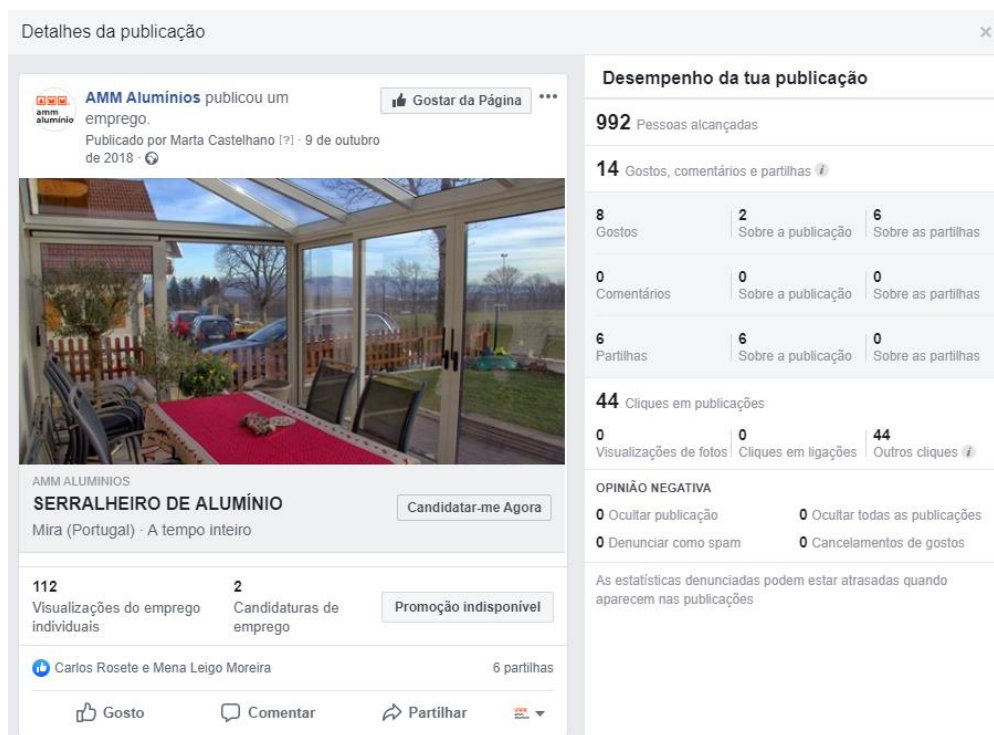 Detalhes da publicação
×
AMM Alumínios publicou um
emprego.
Publicado por Marta Castelhano [?] · 9 de outubro
de 2018 ·
Gostar da Página
AMM
amm
alumínio
AMM ALUMINIOS
SERRALHEIRO DE ALUMÍNIO
Mira (Portugal) · A tempo inteiro
Candidatar-me Agora
112
Visualizações do emprego
individuais
2
Candidaturas de
emprego
Promoção indisponível
Carlos Rosete e Mena Leigo Moreira
6 partilhas
Gosto
Comentar
Partilhar
Desempenho da tua publicação
992 Pessoas alcançadas
14 Gostos, comentários e partilhas
8
Gostos
2
Sobre a publicação
6
Sobre as partilhas
0
Comentários
0
Sobre a publicação
0
Sobre as partilhas
6
Partilhas
6
Sobre a publicação
0
Sobre as partilhas
44 Cliques em publicações
0
Visualizações de fotos
0
Cliques em ligações
44
Outros cliques
OPINIÃO NEGATIVA
0 Ocultar publicação
0 Ocultar todas as publicações
0 Denunciar como spam
0 Cancelamentos de gostos
As estatísticas denunciadas podem estar atrasadas quando
aparecem nas publicações